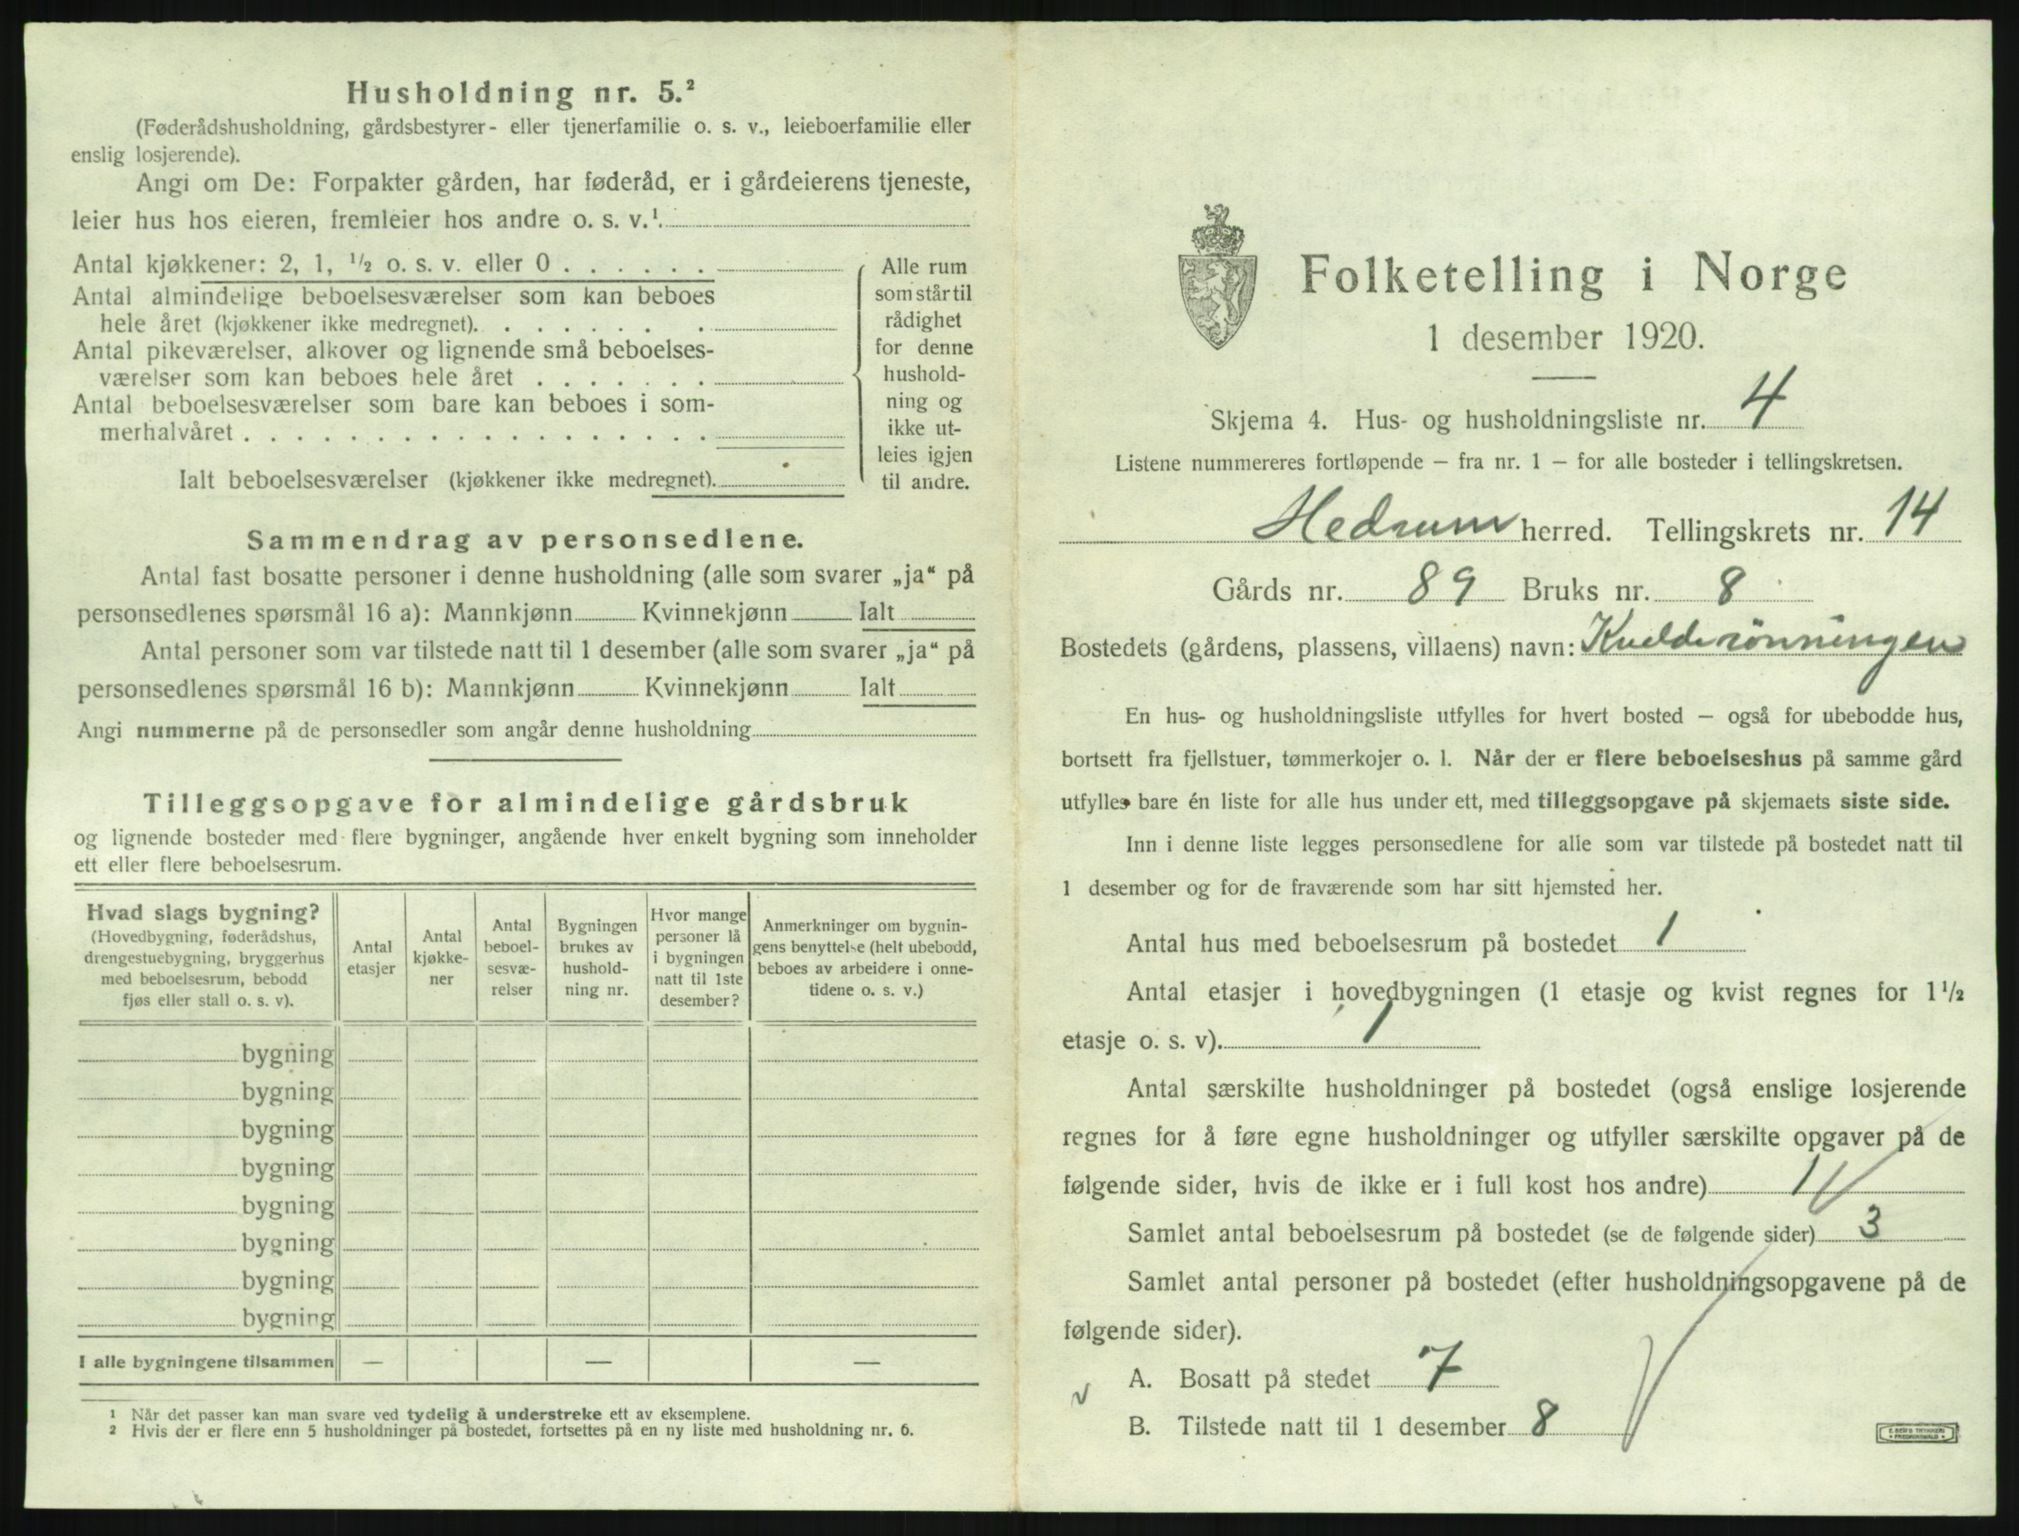 Husholdning nr. 5.²
(Føderådshusholdning, gårdsbestyrer- eller tjenerfamilie o. s. v., leieboerfamilie eller
enslig losjerende).
Angi om De: Forpakter gården, har føderåd, er i gårdeierens tjeneste,
leier hus hos eieren, fremleier hos andre o. s. v.¹.
Antal kjøkkener: 2, 1, ½ o. s. v. eller 0 . . . . . .
Antal almindelige beboelsesværelser som kan beboes
hele året (kjøkkener ikke medregnet). . . . . . . .
Antal pikeværelser, alkover og lignende små beboelses-
værelser som kan beboes hele året . . . . . . .
Antal beboelsesværelser som bare kan beboes i som-
merhalvåret . . . . . . . . . . . . . . . . . .
Ialt beboelsesværelser (kjøkkener ikke medregnet).
Alle rum
som står til
rådighet
for denne
hushold-
ning og
ikke ut-
leies igjen
til andre.
Sammendrag av personsedlene.
Antal fast bosatte personer i denne husholdning (alle som svarer „ja“ på
personsedlenes spørsmål 16 a): Mannkjønn Kvinnekjønn Ialt
Antal personer som var tilstede natt til 1 desember (alle som svarer „ja“ på
personsedlenes spørsmål 16 b): Mannkjønn Kvinnekjønn Ialt
Angi nummerne på de personsedler som angår denne husholdning
Tilleggsopgave for almindelige gårdsbruk
og lignende bosteder med flere bygninger, angående hver enkelt bygning som inneholder
ett eller flere beboelsesrum.
Hvad slags bygning?
(Hovedbygning, føderådshus,
drengestuebygning, bryggerhus
med beboelsesrum, bebodd
fjøs eller stall o. s. v).
Antal
etasjer
Antal
kjøkke-
ner
Antal
beboel-
sesvæ-
relser
Bygningen
brukes av
hushold-
ning nr.
Hvor mange
personer lå
i bygningen
natt til 1ste
desember?
Anmerkninger om bygnin-
gens benyttelse (helt ubebodd,
beboes av arbeidere i onne-
tidene o. s. v.)
bygning
bygning
bygning
bygning
bygning
bygning
bygning
bygning
I alle bygningene tilsammen — — —
¹ Når det passer kan man svare ved tydelig å understreke ett av eksemplene.
² Hvis der er flere enn 5 husholdninger på bostedet, fortsettes på en ny liste med husholdning nr. 6.
Folketelling i Norge
1 desember 1920.
Skjema 4. Hus- og husholdningsliste nr. 4
Listene nummereres fortløpende – fra nr. 1 – for alle bosteder i tellingskretsen.
Hedrum herred. Tellingskrets nr. 14
Gårds nr. 89 Bruks nr. 8
Bostedets (gårdens, plassens, villaens) navn: Kvelderönningen
En hus- og husholdningsliste utfylles for hvert bosted – også for ubebodde hus,
bortsett fra fjellstuer, tømmerkojer o. l. Når der er flere beboelseshus på samme gård
utfylles bare én liste for alle hus under ett, med tilleggsopgave på skjemaets siste side.
Inn i denne liste legges personsedlene for alle som var tilstede på bostedet natt til
1 desember og for de fraværende som har sitt hjemsted her.
Antal hus med beboelsesrum på bostedet 1
Antal etasjer i hovedbygningen (1 etasje og kvist regnes for 1½
etasje o. s. v). 1
Antal særskilte husholdninger på bostedet (også enslige losjerende
regnes for å føre egne husholdninger og utfyller særskilte opgaver på de
følgende sider, hvis de ikke er i full kost hos andre) 1
Samlet antal beboelsesrum på bostedet (se de følgende sider) 3
Samlet antal personer på bostedet (efter husholdningsopgavene på de
følgende sider).
A. Bosatt på stedet 7
B. Tilstede natt til 1 desember 8